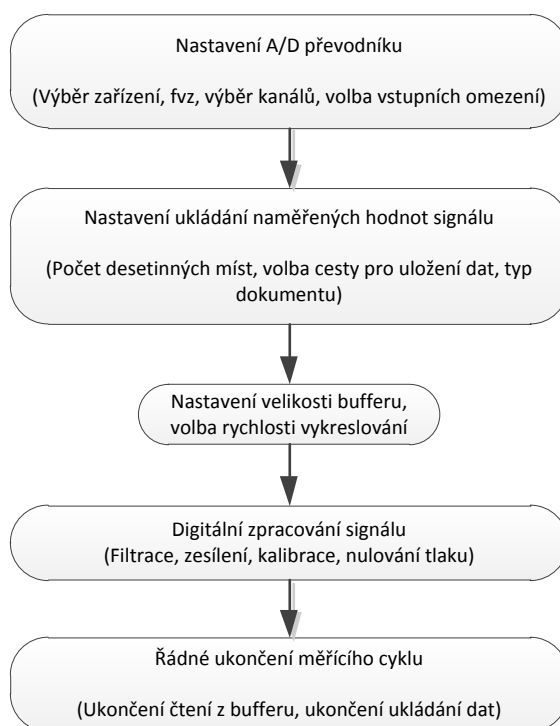 Nastavení A/D převodníku
(Výběr zařízení, fvz, výběr kanálů, volba vstupních omezení)
Nastavení ukládání naměřených hodnot signálu
(Počet desetinných míst, volba cesty pro uložení dat, typ
dokumentu)
Nastavení velikosti bufferu,
volba rychlosti vykreslování
Digitální zpracování signálu
(Filtrace, zesílení, kalibrace, nulování tlaku)
Řádné ukončení měřícího cyklu
(Ukončení čtení z bufferu, ukončení ukládání dat)